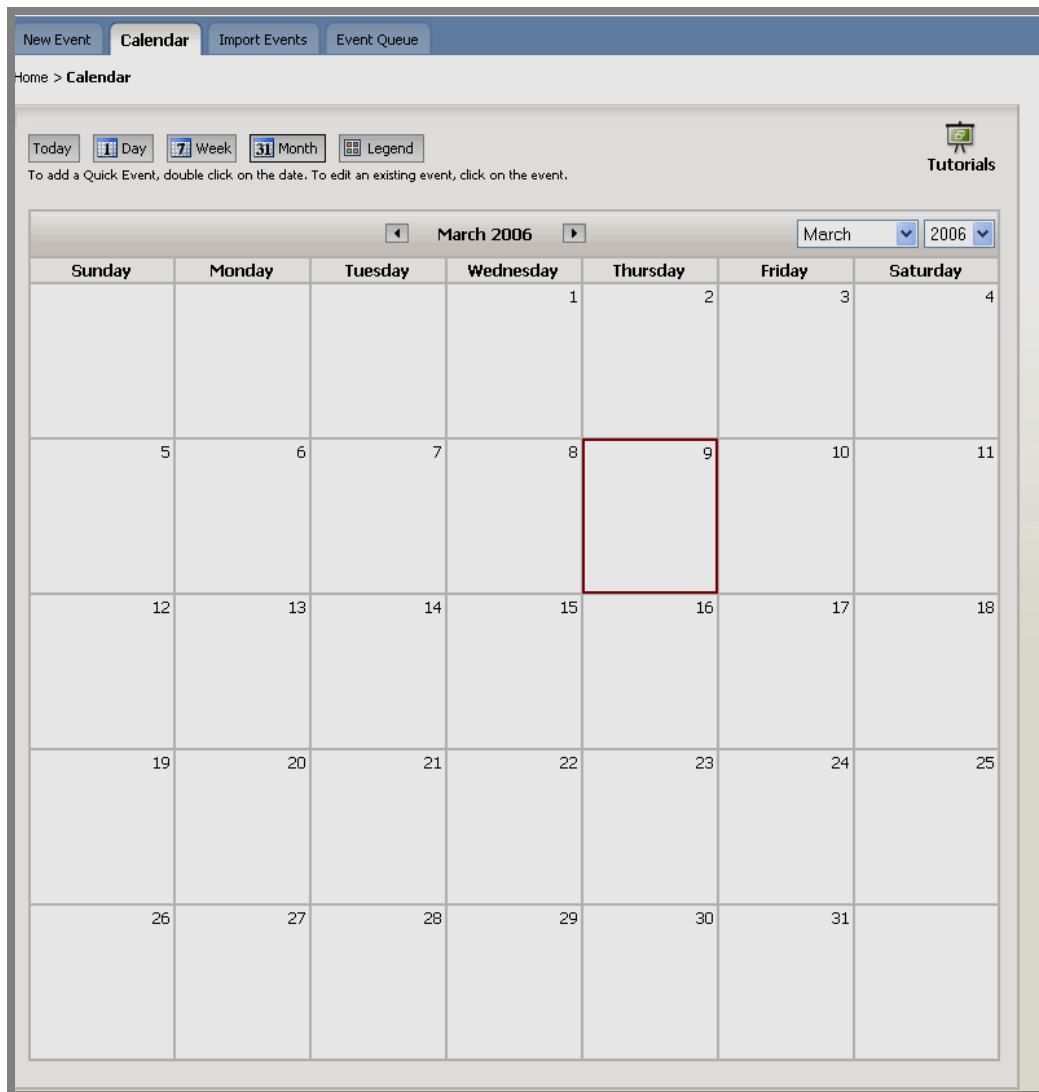 New Event Calendar Import Events Event Queue
Home > Calendar
Today 1 Day 7 Week 31 Month Legend
Tutorials
To add a Quick Event, double click on the date. To edit an existing event, click on the event.
March 2006 March 2006
Sunday Monday Tuesday Wednesday Thursday Friday Saturday
1 2 3 4
5 6 7 8 9 10 11
12 13 14 15 16 17 18
19 20 21 22 23 24 25
26 27 28 29 30 31